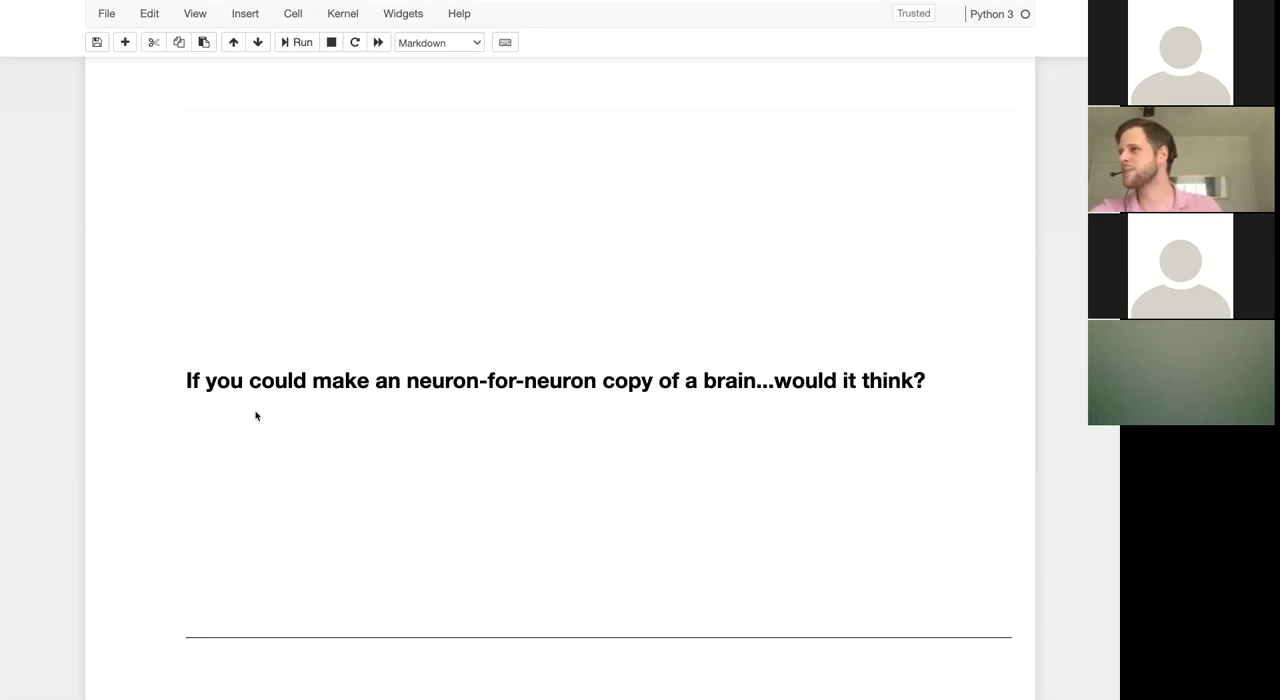 File Edit View Insert Cell Kernel Widgets Help Trusted Python 3
Run Markdown
If you could make an neuron-for-neuron copy of a brain...would it think?